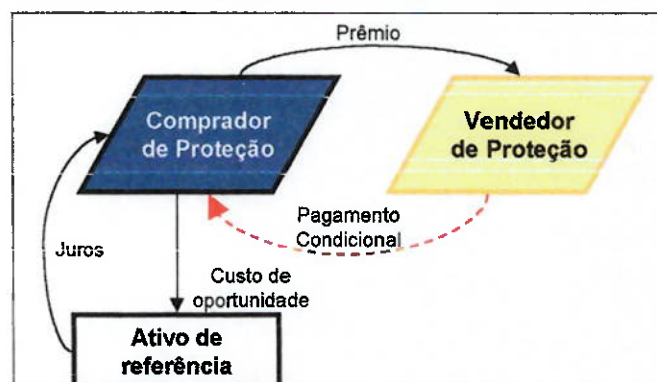 Prêmio
Comprador
de Proteção
Vendedor
de Proteção
Pagamento
Condicional
Juros
Custo de
oportunidade
Ativo de
referência